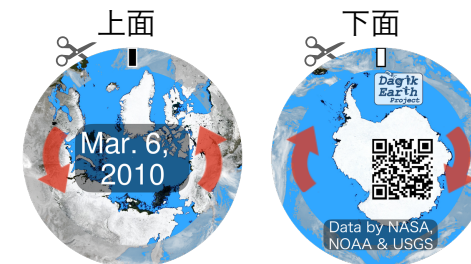 上面
下面
Mar. 6,
2010
Dagik
Earth
Project
Data by NASA,
NOAA & USGS